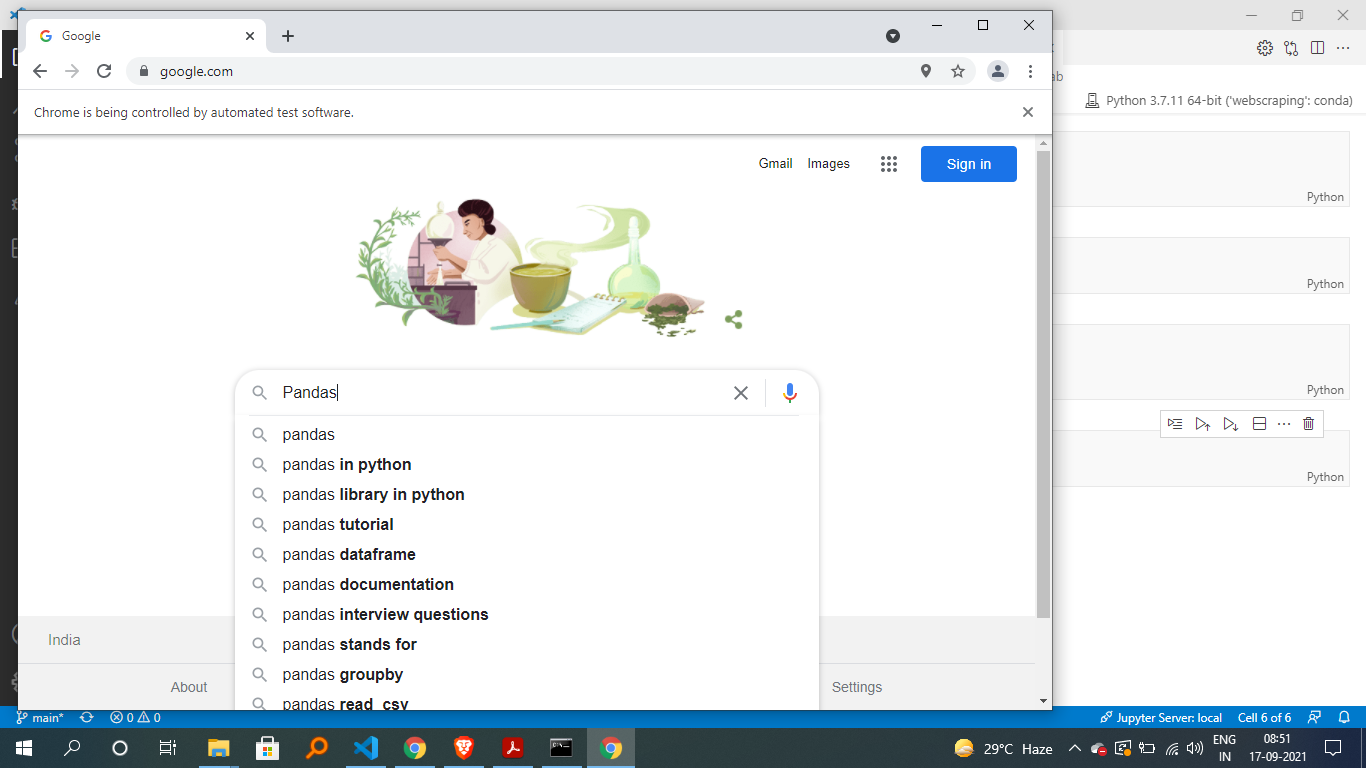 Google
google.com
ab
Chrome is being controlled by automated test software.
Python 3.7.11 64-bit ('webscraping': conda)
Gmail Images Sign in
Python
Python
Pandas
Python
pandas
pandas in python
Python
pandas library in python
pandas tutorial
pandas dataframe
pandas documentation
pandas interview questions
India
pandas stands for
pandas groupby
About
Settings
pandas read_csv
main* 0 0 Jupyter Server: local Cell 6 of 6
29°C Haze
ENG
IN
08:51
17-09-2021